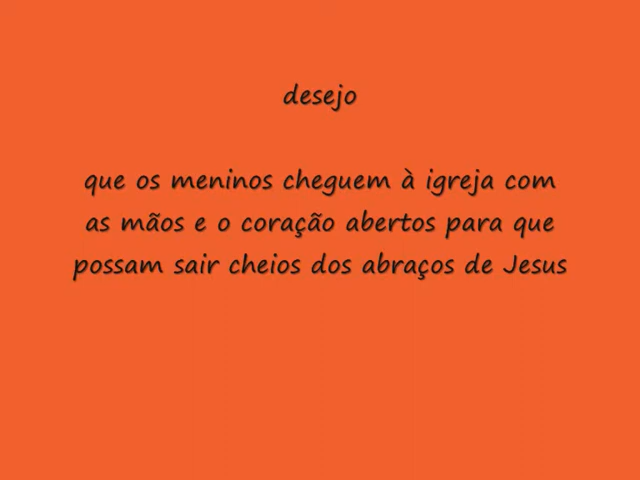 desejo
que os meninos cheguem à igreja com
as mãos e o coração abertos para que
possam sair cheios dos abraços de Jesus